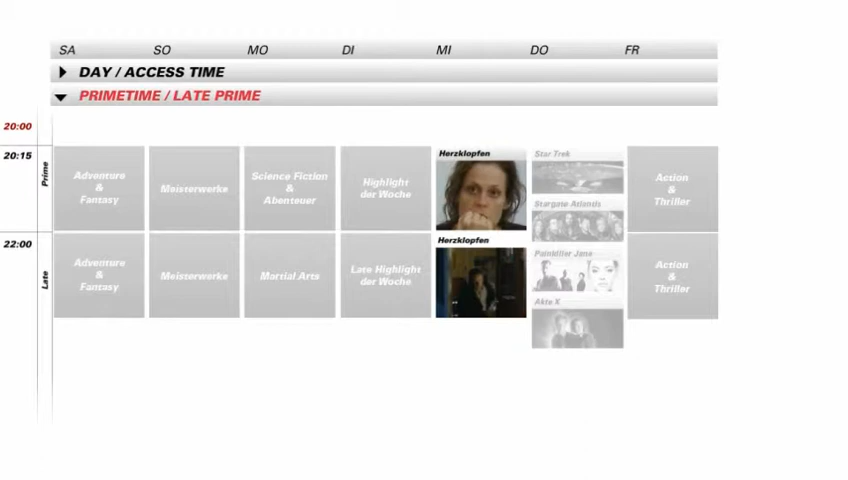 SA SO MO DI MI DO FR
DAY / ACCESS TIME
PRIMETIME / LATE PRIME
20:00
20:15
Prime
Adventure
&
Fantasy
Meisterwerke
Science Fiction
&
Abenteuer
Highlight
der Woche
Herzklopfen
Star Trek
Stargate Atlantis
Action
&
Thriller
22:00
Late
Adventure
&
Fantasy
Meisterwerke
Martial Arts
Late Highlight
der Woche
Herzklopfen
Painkiller Jane
Akte X
Action
&
Thriller